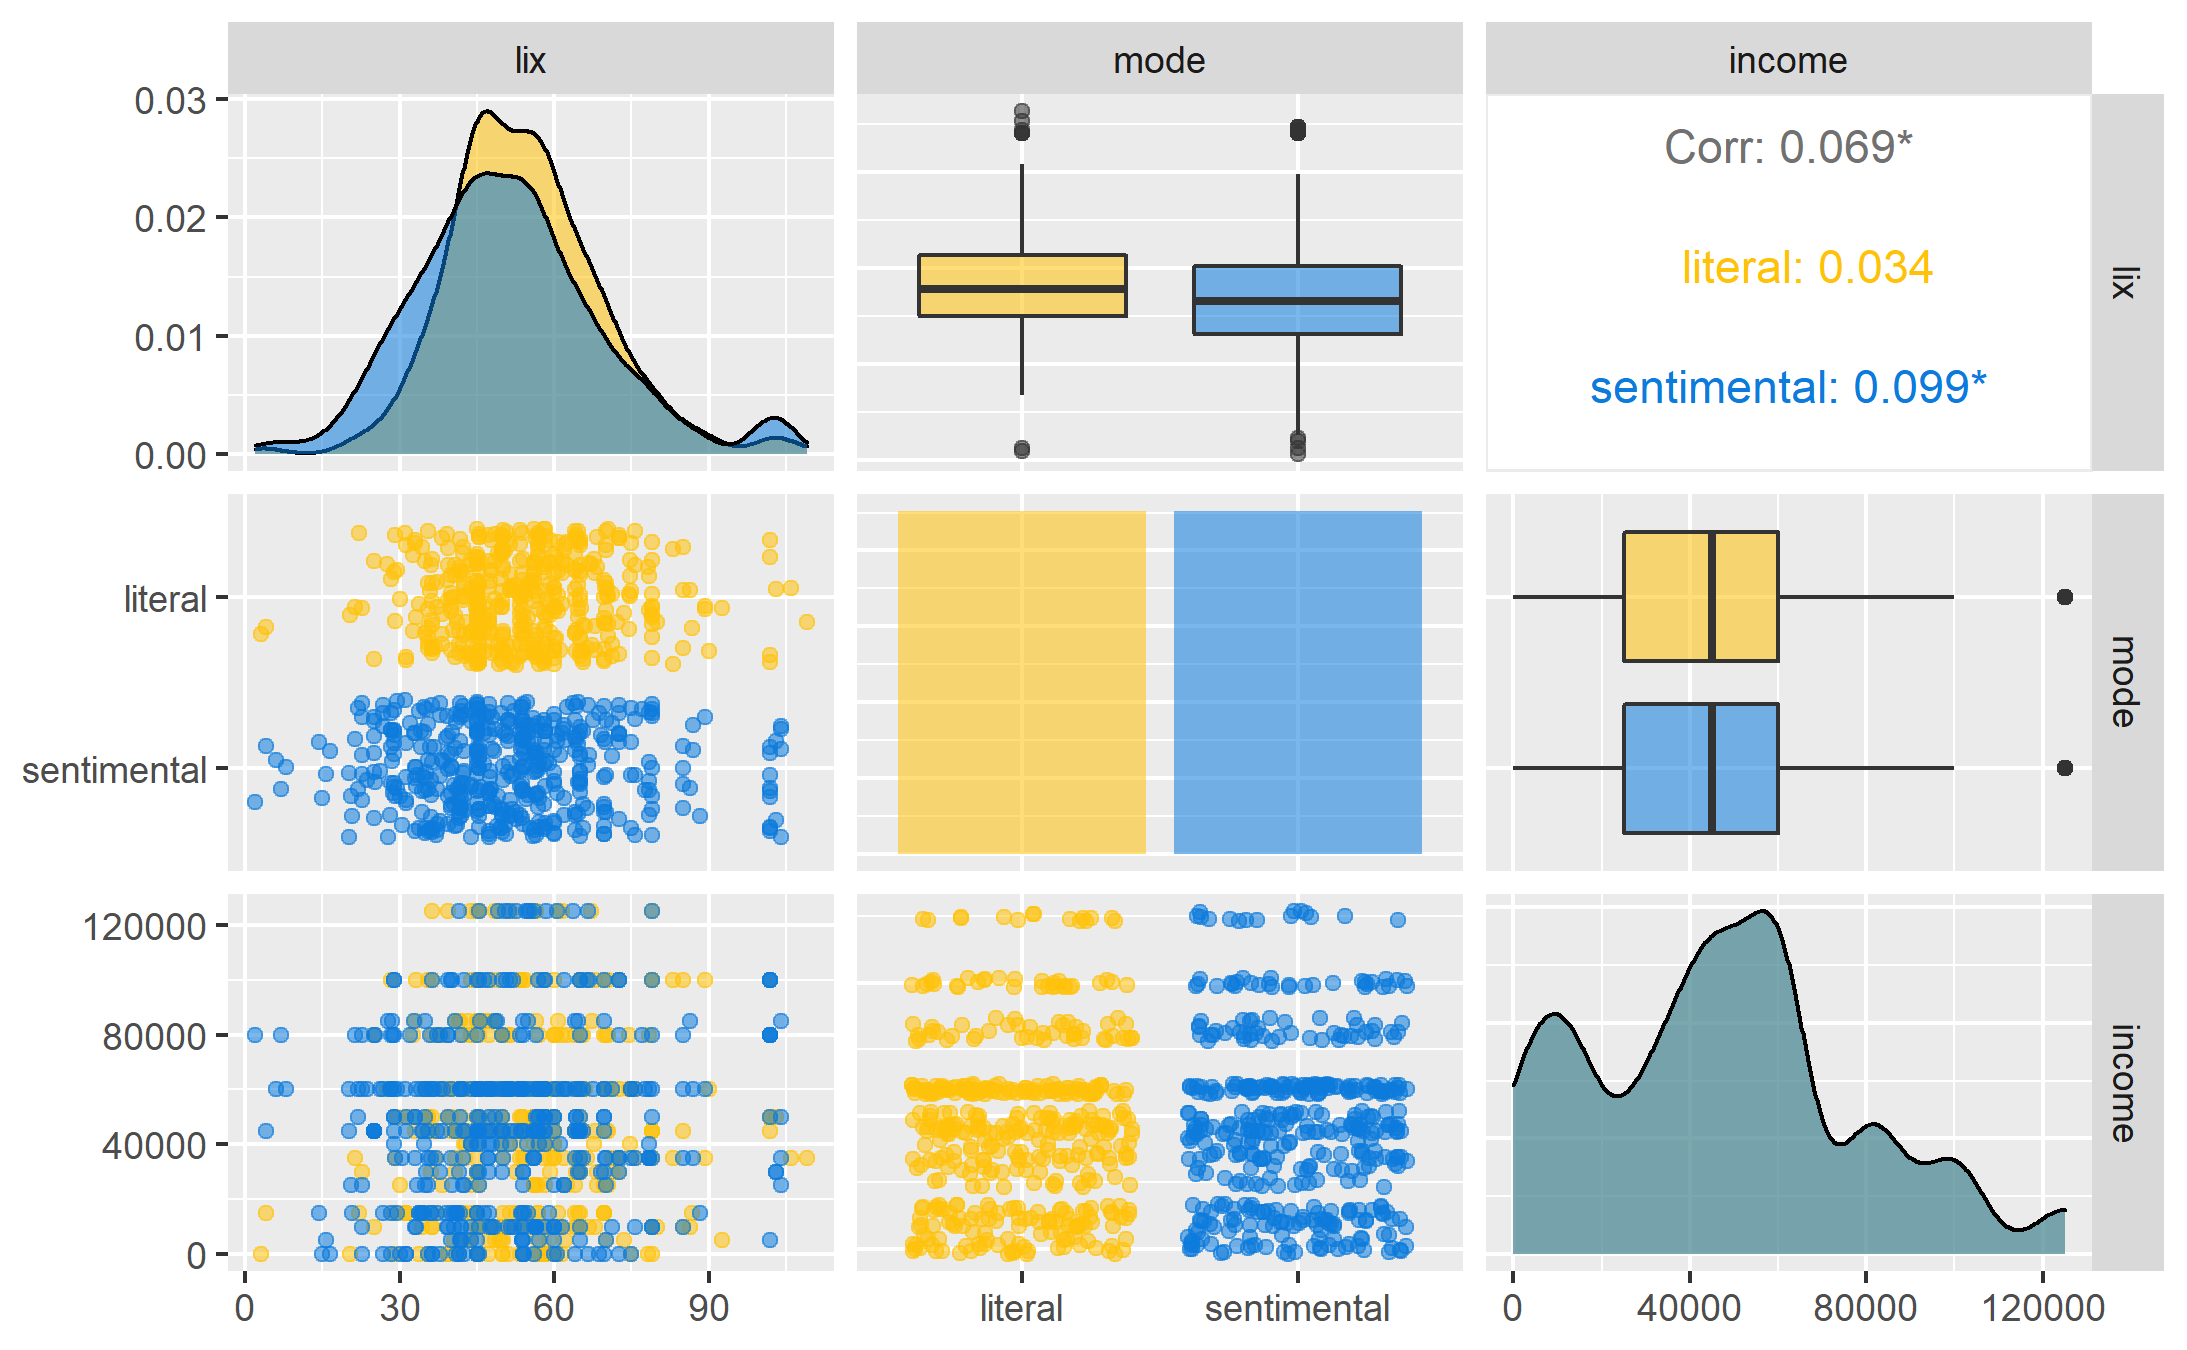 lix
mode
income
0.03
0.02
0.01
0.00
Corr: 0.069*
literal: 0.034
sentimental: 0.099*
lix
literal
sentimental
mode
120000
80000
40000
0
income
0
30
60
90
literal
sentimental
0
40000
80000
120000